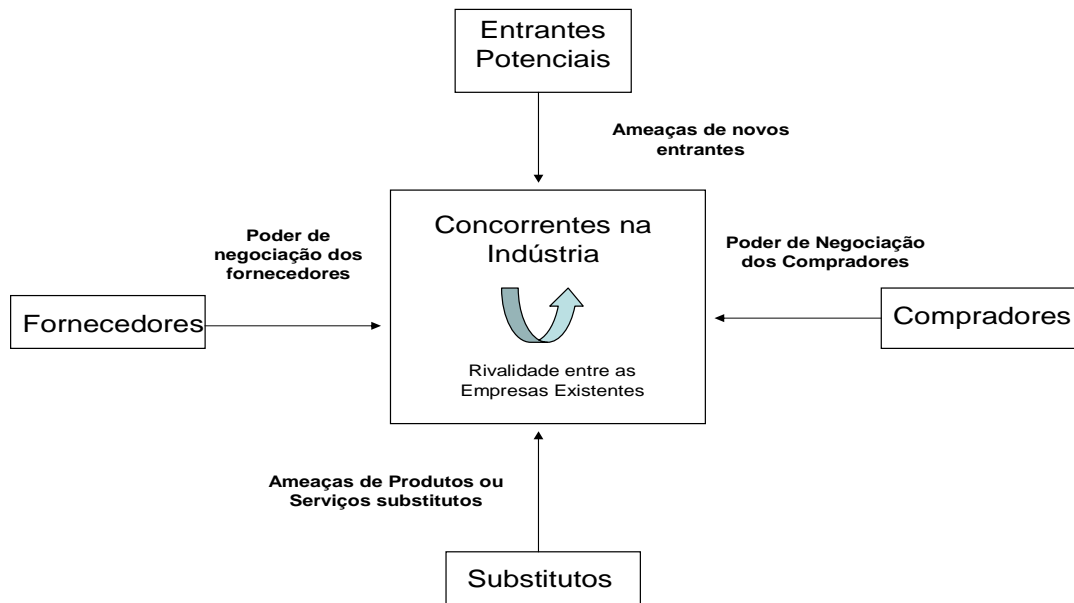 Entrantes
Potenciais
Ameaças de novos
entrantes
Concorrentes na
Indústria
Rivalidade entre as
Empresas Existentes
Poder de
negociação dos
fornecedores
Fornecedores
Poder de Negociação
dos Compradores
Compradores
Ameaças de Produtos ou
Serviços substitutos
Substitutos